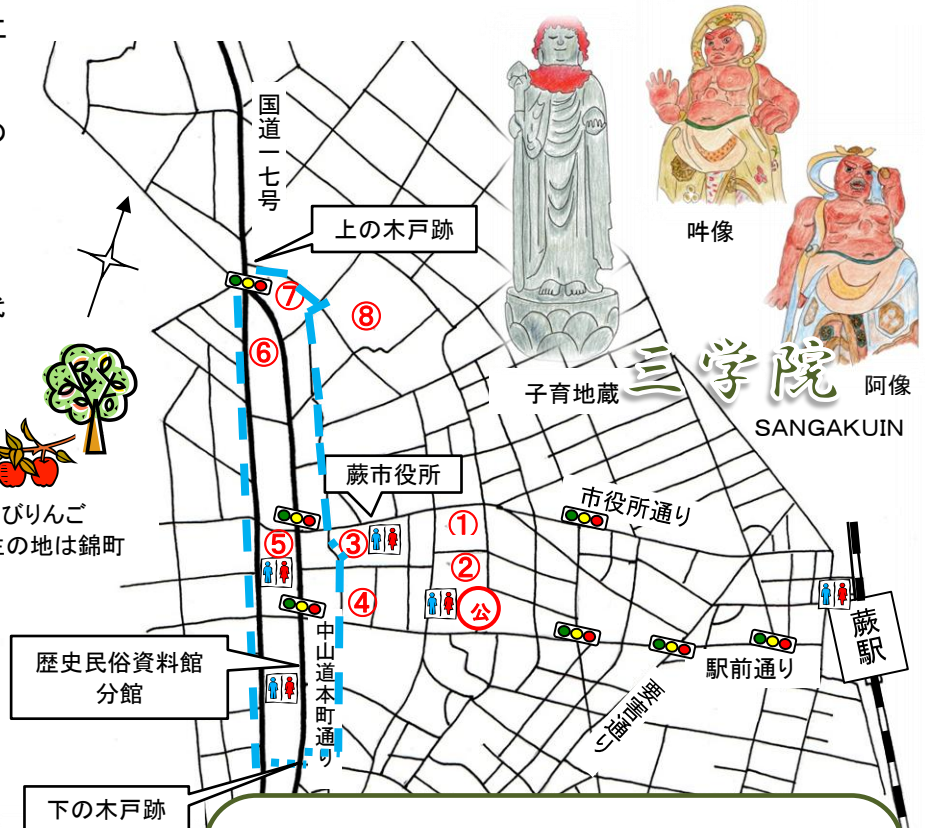 国道一七号
上の木戸跡
吽像
⑦
⑧
⑥
子育地蔵
三学院
阿像
SANGAKUIN
びりんご
の地は錦町
蕨市役所
市役所通り
①
⑤
③
②
④
公
中山道本町通り
歴史民俗資料館
分館
要害通り
駅前通り
蕨駅
下の木戸跡